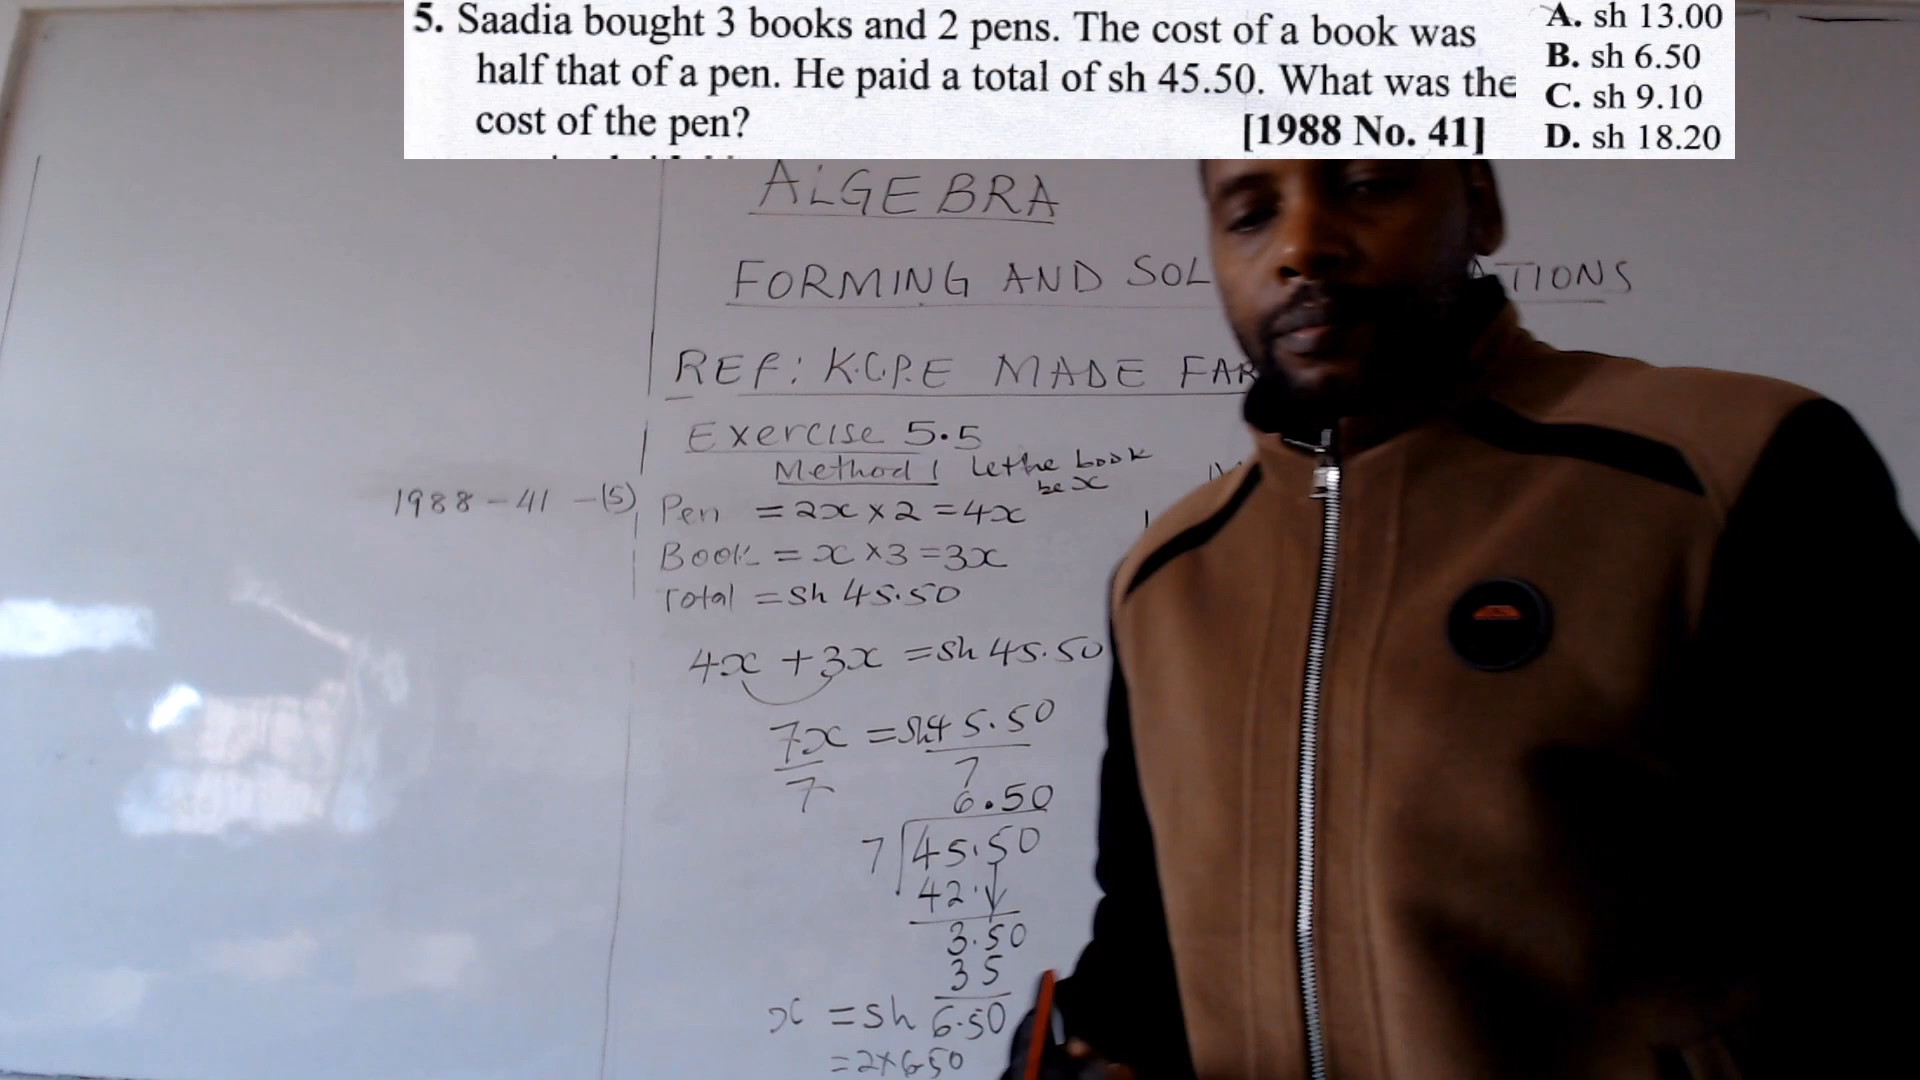 5. Saadia bought 3 books and 2 pens. The cost of a book was
half that of a pen. He paid a total of sh 45.50. What was the
cost of the pen?
[1988 No. 41]
A. sh 13.00
B. sh 6.50
C. sh 9.10
D. sh 18.20
ALGEBRA
FORMING AND SOL ATIONS
REF: K.C.P.E MADE FAR
Exercise 5.5
Method 1 Let the book
be x
1988 - 41 - (5)
Pen = 2x × 2 = 4x
Book = x × 3 = 3x
Total = Sh 45.50
4x + 3x = Sh 45.50
7x = Sh 45.50
7 7
6.50
7 45.50
42.
3.50
35
x = sh 6.50
= 2 × 6.50